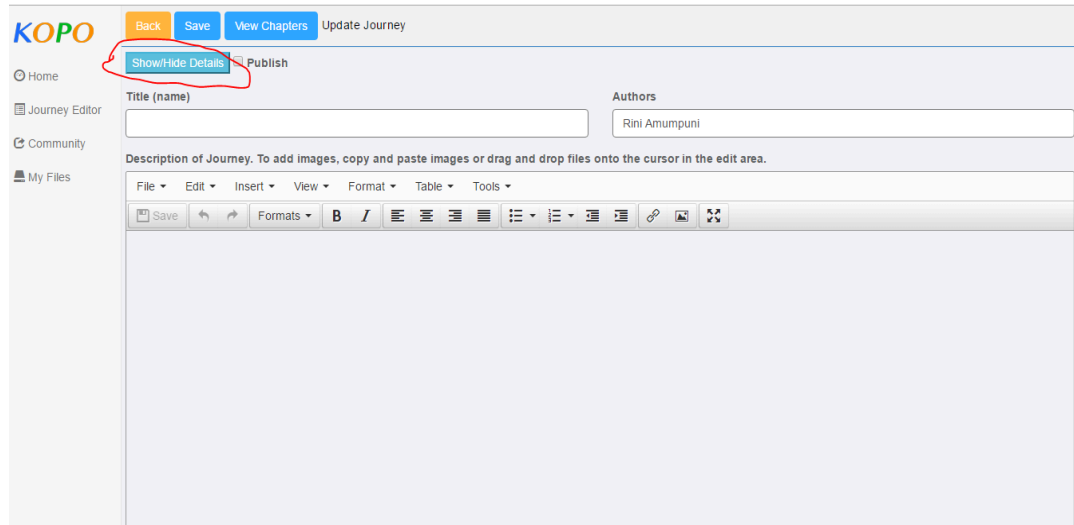 KOPO
Back Save View Chapters Update Journey
Show/Hide Details Publish
Home
Journey Editor
Community
My Files
Title (name) Authors
Rini Amumpuni
Description of Journey. To add images, copy and paste images or drag and drop files onto the cursor in the edit area.
File Edit Insert View Format Table Tools
Save Formats B I